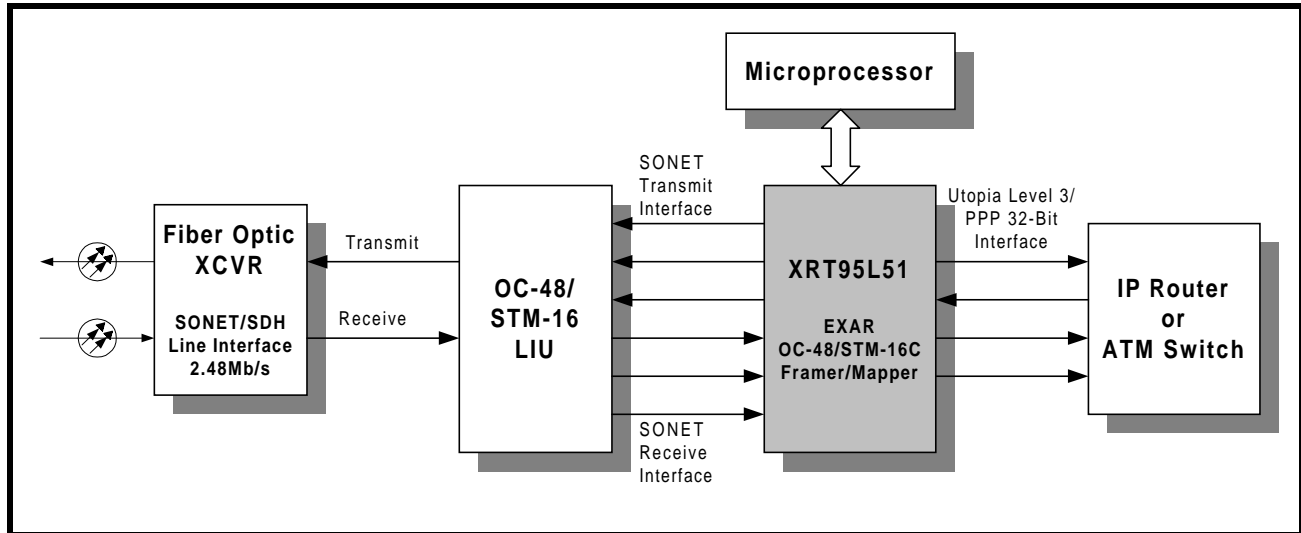 Microprocessor
SONET
Transmit
Interface
Utopia Level 3/
PPP 32-Bit
Interface
Fiber Optic
XCVR
SONET/SDH
Line Interface
2.48Mb/s
Transmit
Receive
OC-48/
STM-16
LIU
XRT95L51
EXAR
OC-48/STM-16C
Framer/Mapper
IP Router
or
ATM Switch
SONET
Receive
Interface